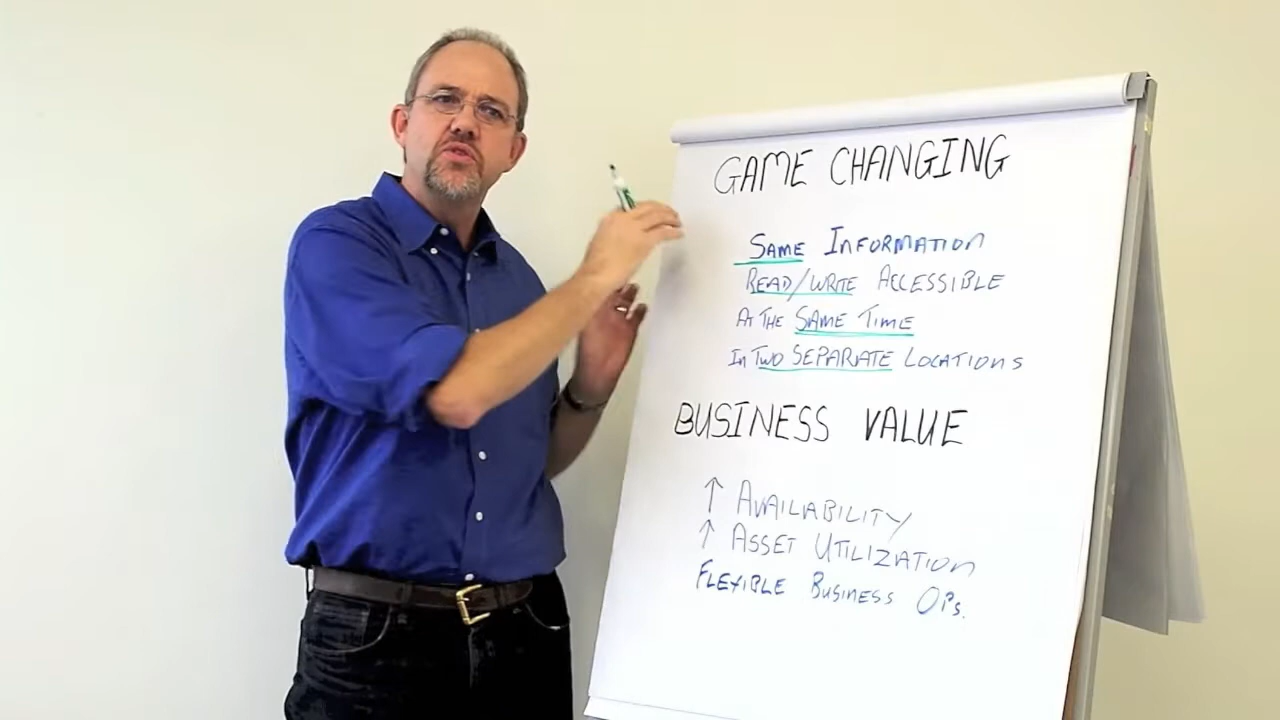 GAME CHANGING
SAME INFORMATION
READ/WRITE ACCESSIBLE
AT THE SAME TIME
IN TWO SEPARATE LOCATIONS
BUSINESS VALUE
↑ AVAILABILITY
↑ ASSET UTILIZATION
FLEXIBLE BUSINESS OPS.